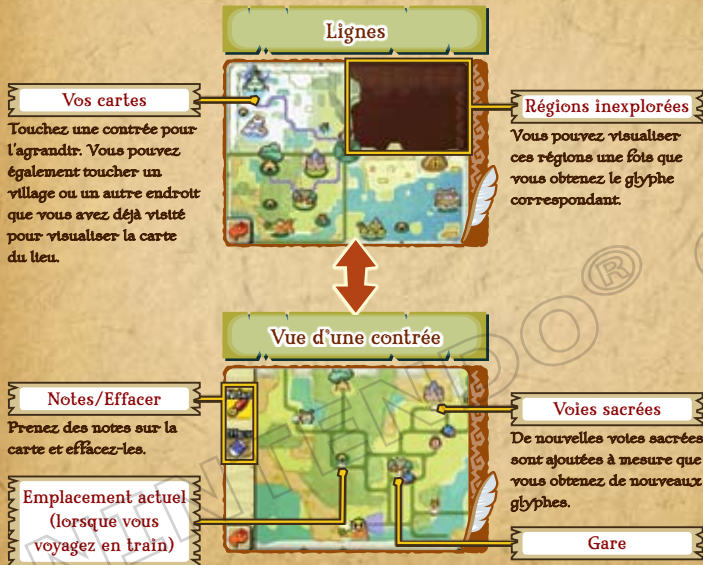 Lignes
Vos cartes
Touchez une contrée pour
l'agrandir. Vous pouvez
également toucher un
village ou un autre endroit
que vous avez déjà visité
pour visualiser la carte
du lieu.
Régions inexplorées
Vous pouvez visualiser
ces régions une fois que
vous obtenez le glyphe
correspondant.
Vue d'une contrée
Notes/Effacer
Prenez des notes sur la
carte et effacez-les.
Emplacement actuel
(lorsque vous
voyagez en train)
Voies sacrées
De nouvelles voies sacrées
sont ajoutées à mesure que
vous obtenez de nouveaux
glyphes.
Gare
NINTENDO®